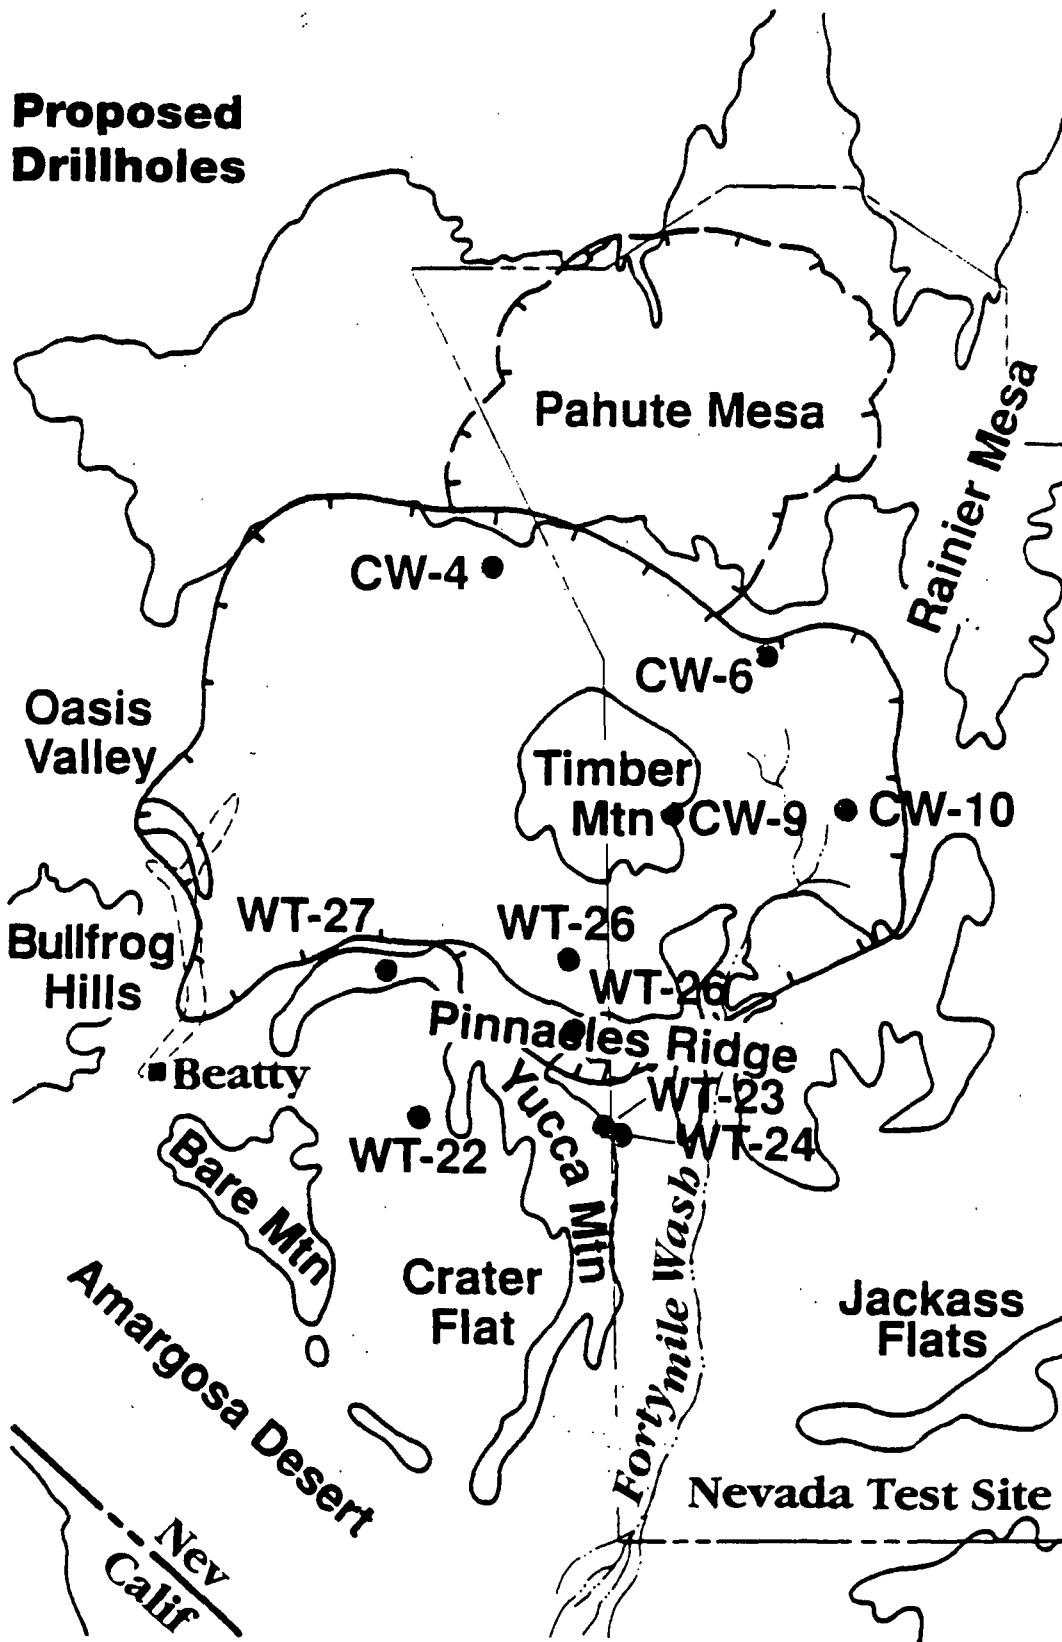 Proposed
Drillholes
Pahute Mesa
Rainier Mesa
CW-4
CW-6
Oasis
Valley
Timber
Mtn
CW-9
CW-10
WT-27
WT-26
Bullfrog
Hills
WT-26
Pinnacles Ridge
Beatty
Yucca Mtn
WT-23
WT-24
WT-22
Bare Mtn
Fortymile Wash
Crater
Flat
Jackass
Flats
Amargosa Desert
Nevada Test Site
Nev
Calif